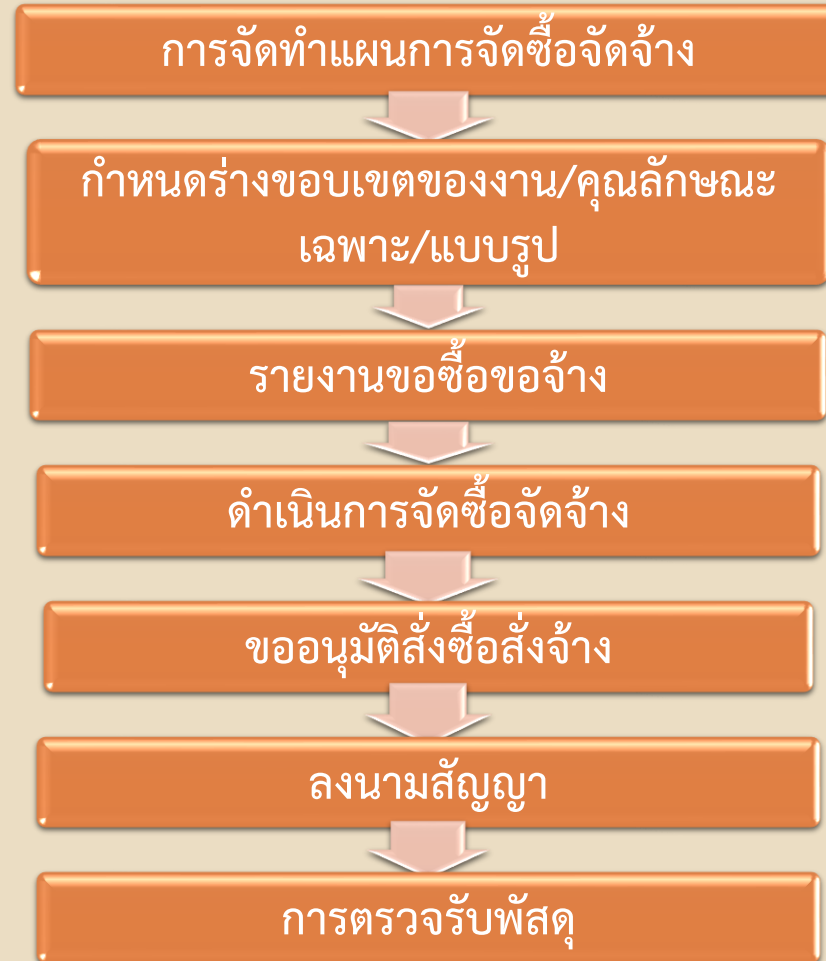 การจัดทำแผนการจัดซื้อจัดจ้าง
กำหนดร่างขอบเขตของงาน/คุณลักษณะ
เฉพาะ/แบบรูป
รายงานขอซื้อขอจ้าง
ดำเนินการจัดซื้อจัดจ้าง
ขออนุมัติสั่งซื้อสั่งจ้าง
ลงนามสัญญา
การตรวจรับพัสดุ